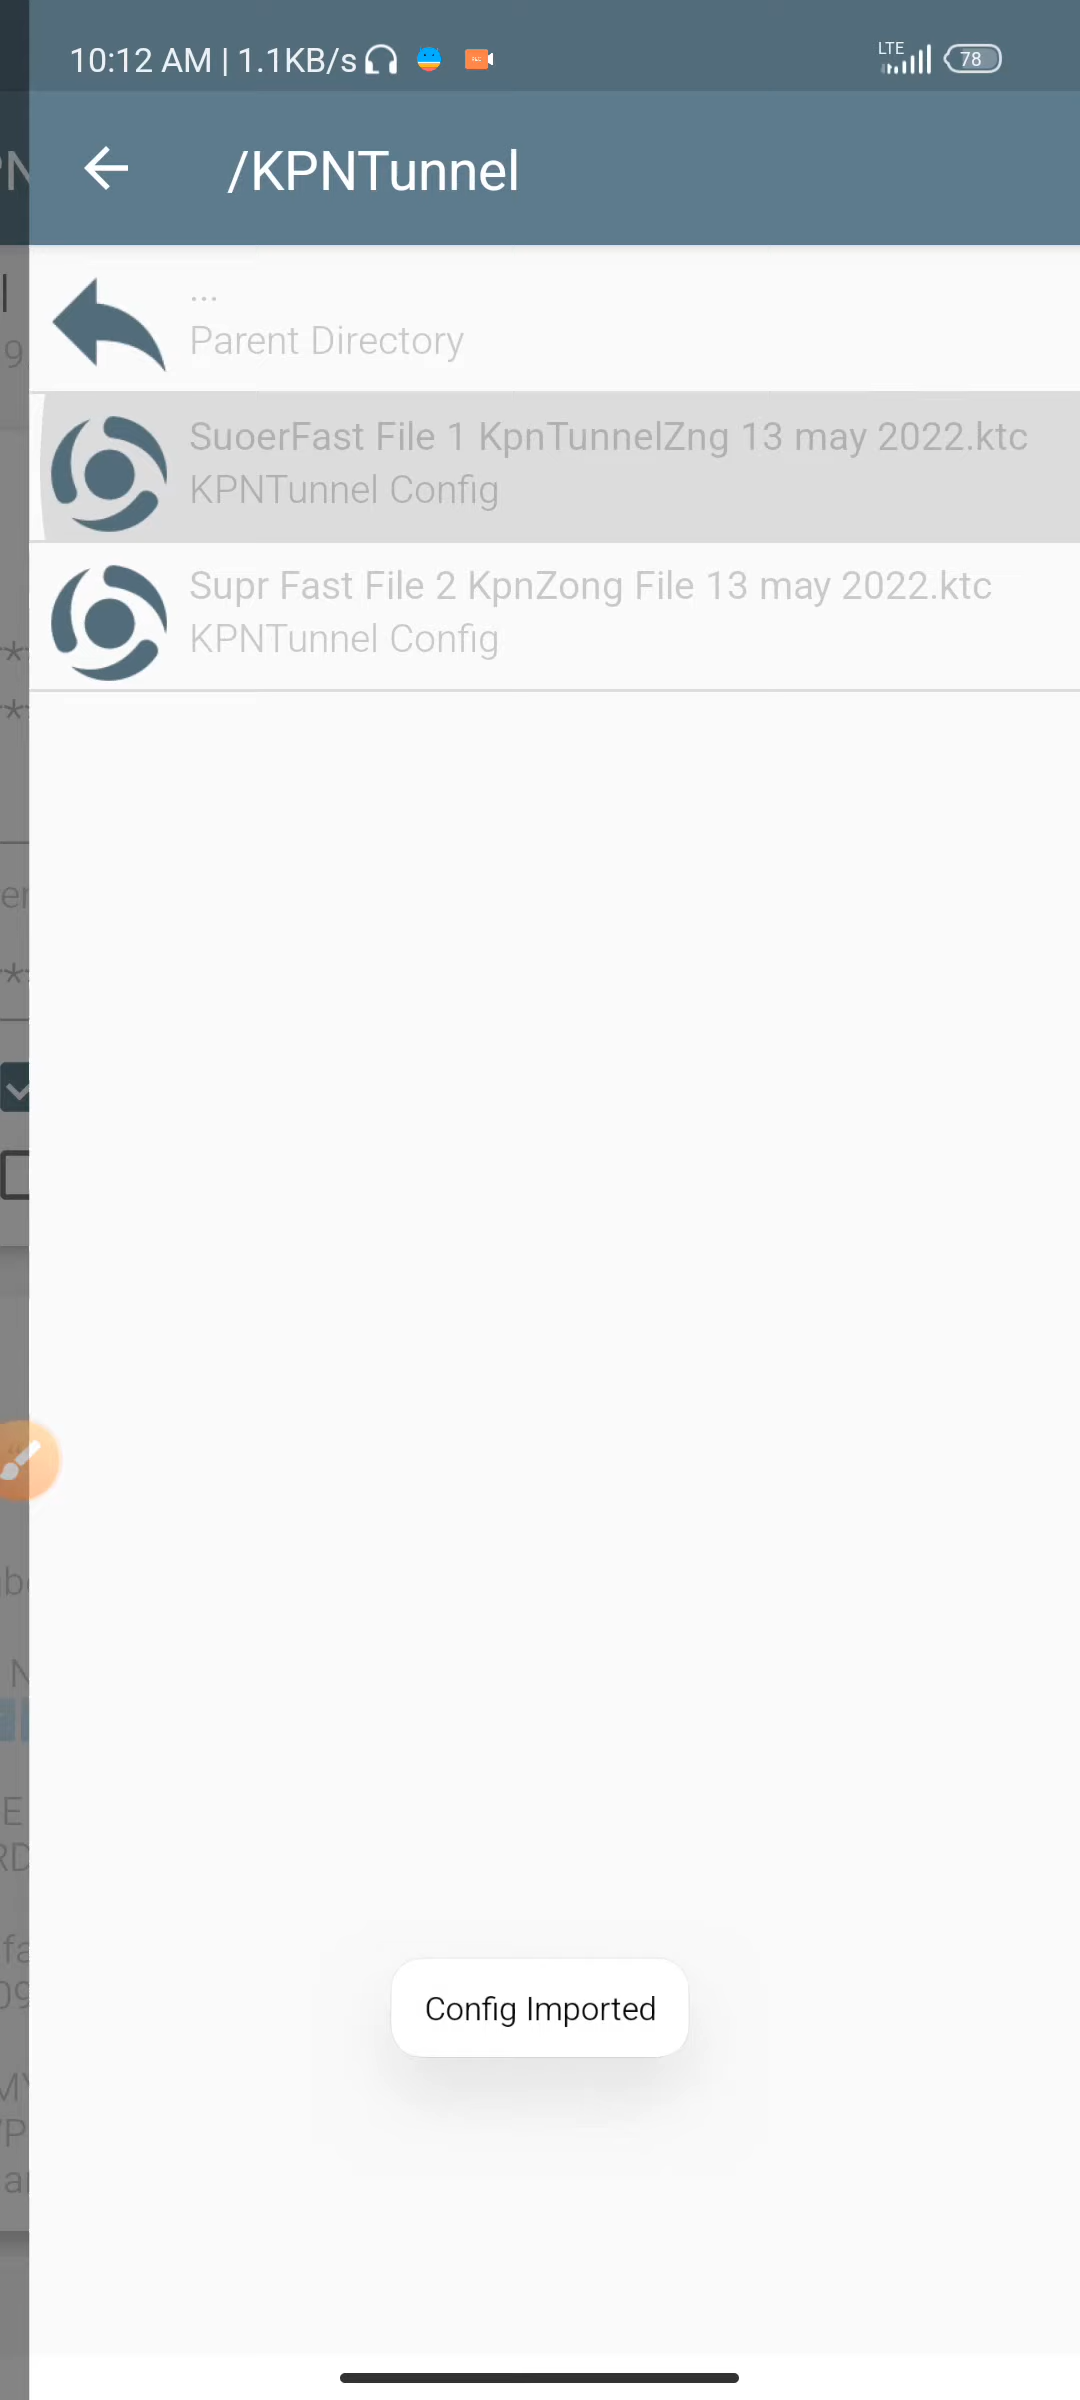 10:12 AM | 1.1KB/s
LTE
78
/KPNTunnel
...
Parent Directory
SuoerFast File 1 KpnTunnelZng 13 may 2022.ktc
KPNTunnel Config
Supr Fast File 2 KpnZong File 13 may 2022.ktc
KPNTunnel Config
Config Imported